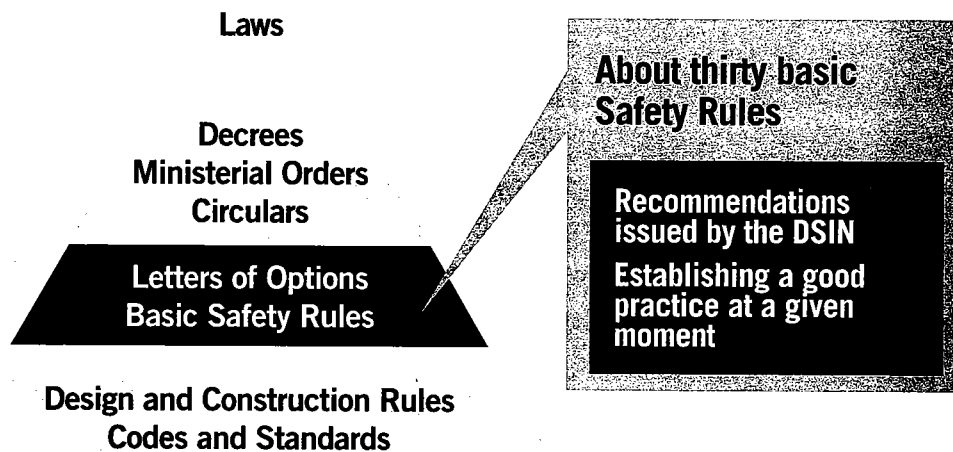 Laws
Decrees
Ministerial Orders
Circulars
Letters of Options
Basic Safety Rules
Design and Construction Rules
Codes and Standards
About thirty basic
Safety Rules
Recommendations
issued by the DSIN
Establishing a good
practice at a given
moment